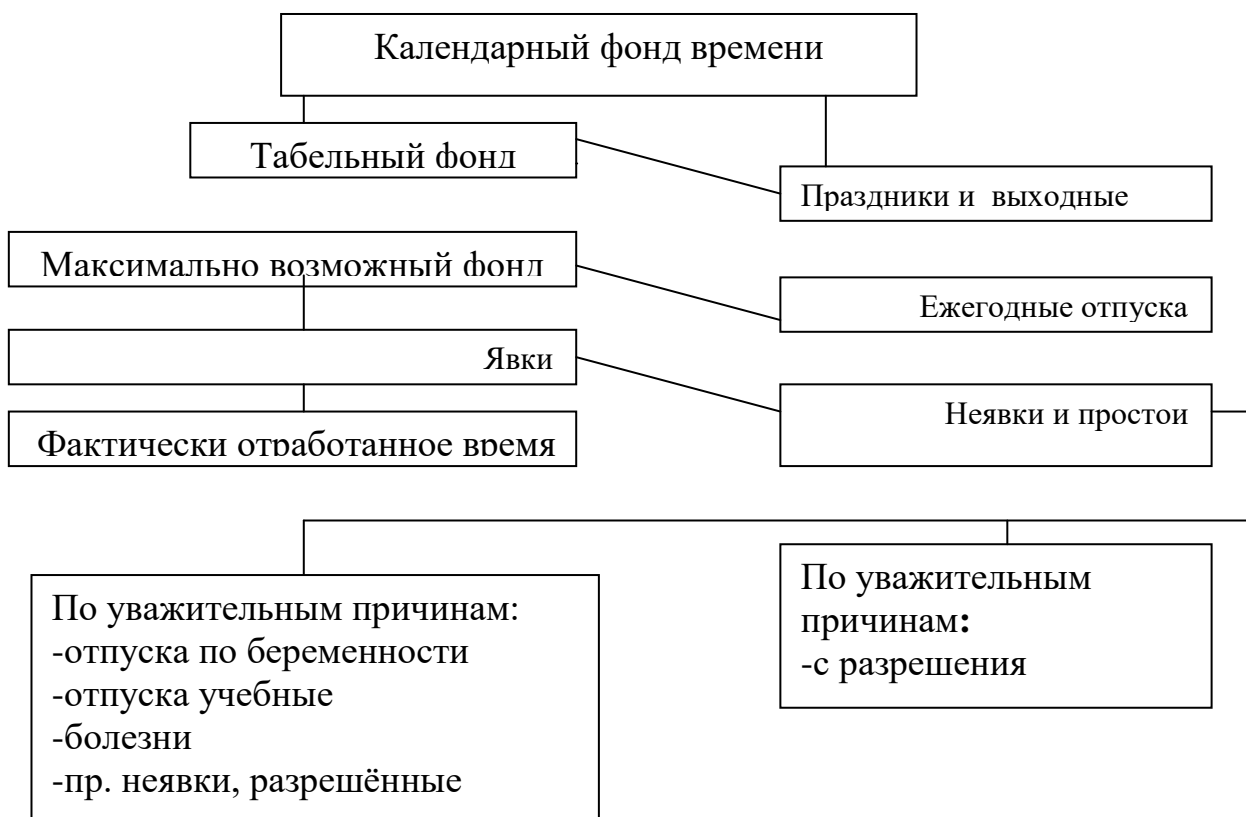 Календарный фонд времени
Табельный фонд
Праздники и выходные
Максимально возможный фонд
Ежегодные отпуска
Явки
Неявки и простои
Фактически отработанное время
По уважительным причинам:
-отпуска по беременности
-отпуска учебные
-болезни
-пр. неявки, разрешённые
По уважительным
причинам:
-с разрешения